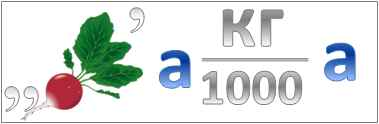 ,, ’ а кг а
1000